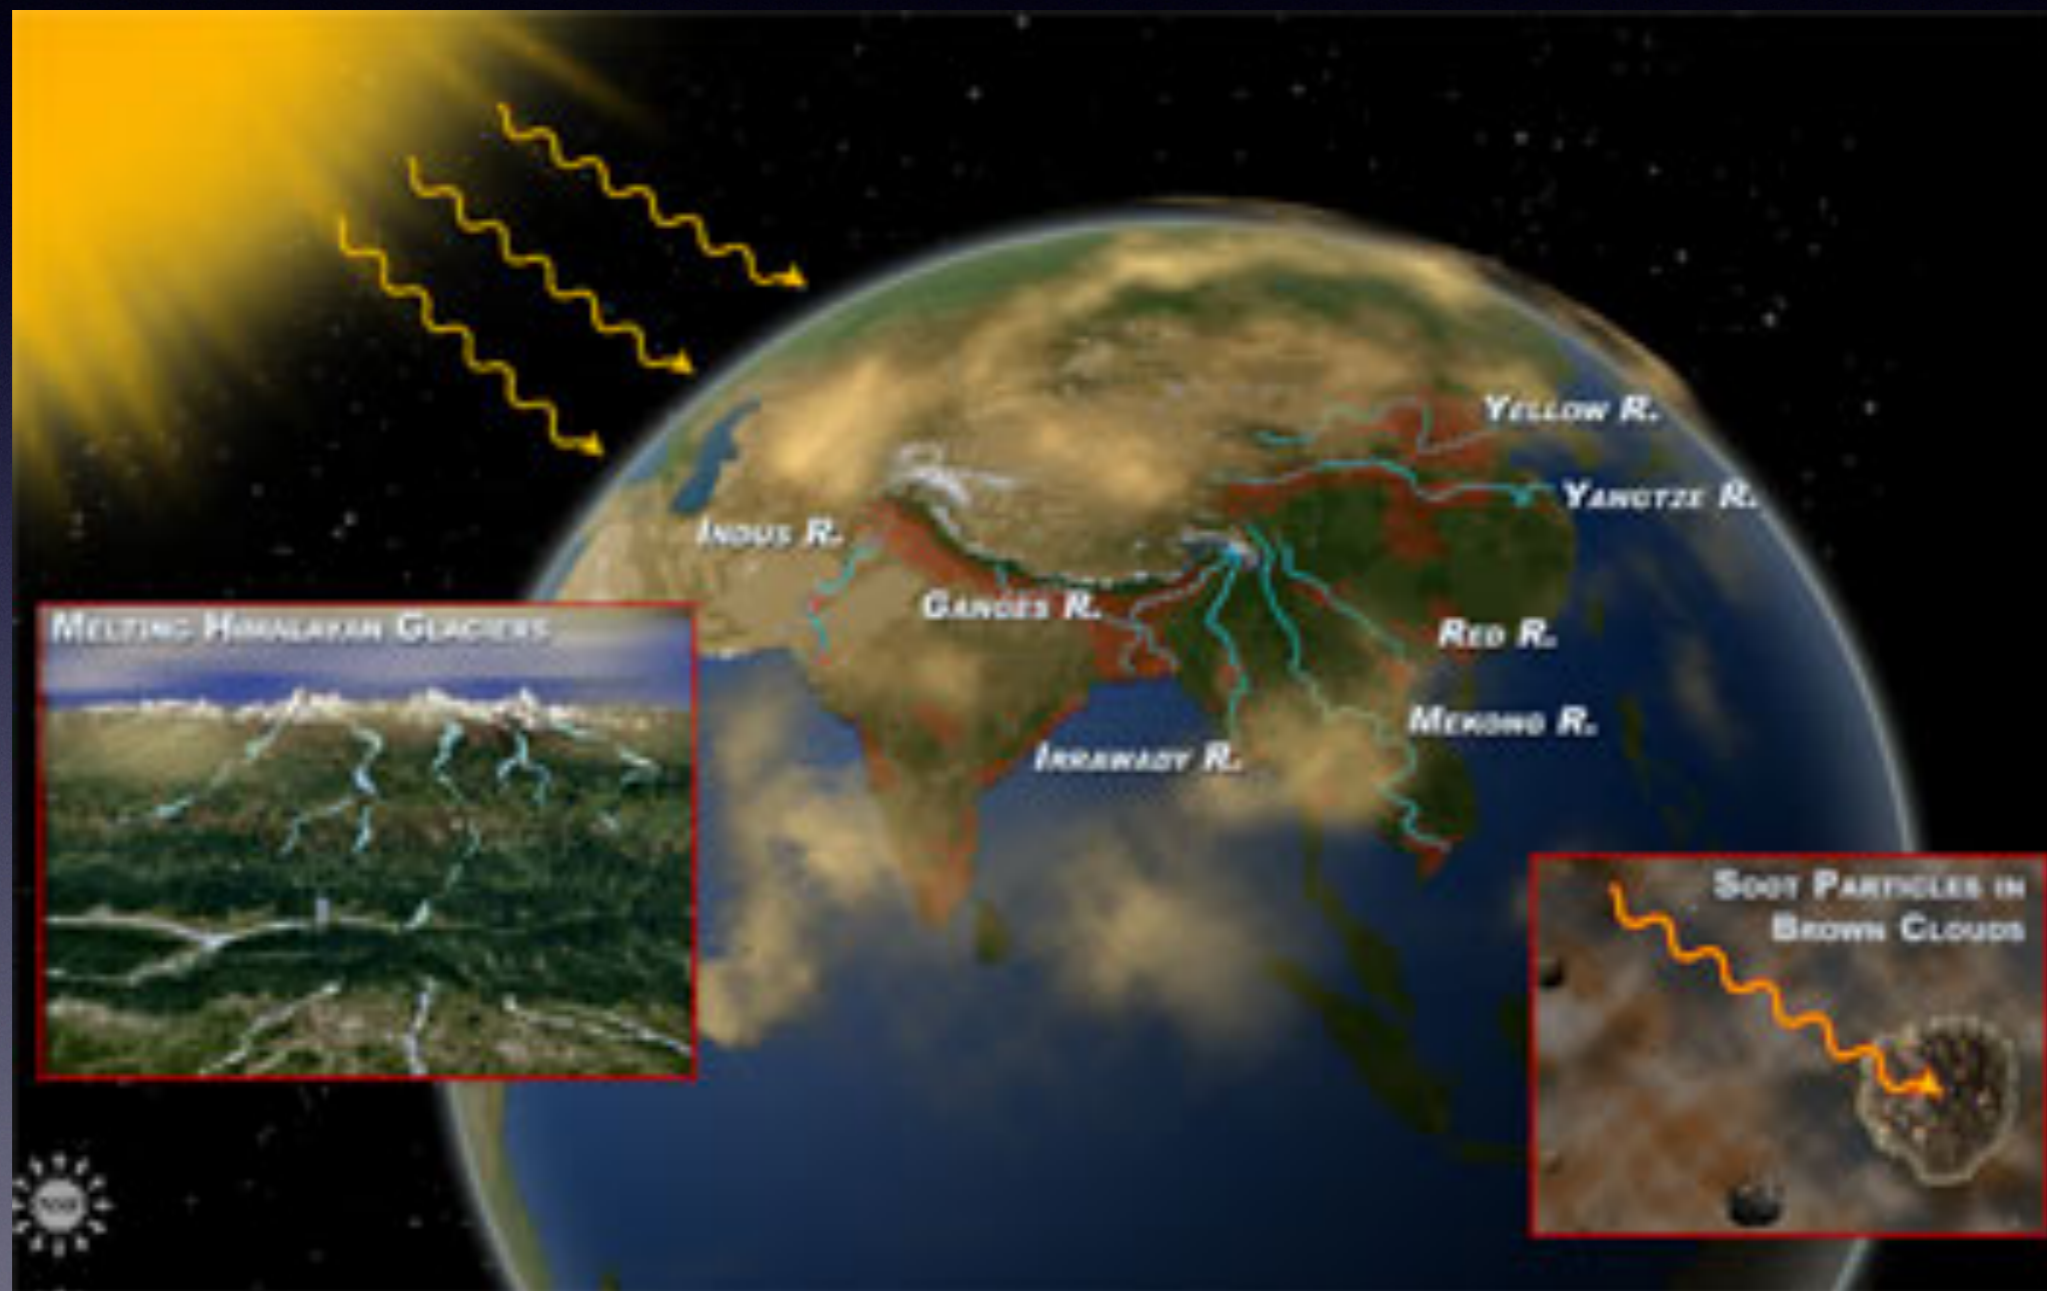 YELLOW R.
YANGTZE R.
INDUS R.
GANGES R.
RED R.
MEKONG R.
IRRAWADY R.
MELTING HIMALAYAN GLACIERS
SOOT PARTICLES IN
BROWN CLOUDS